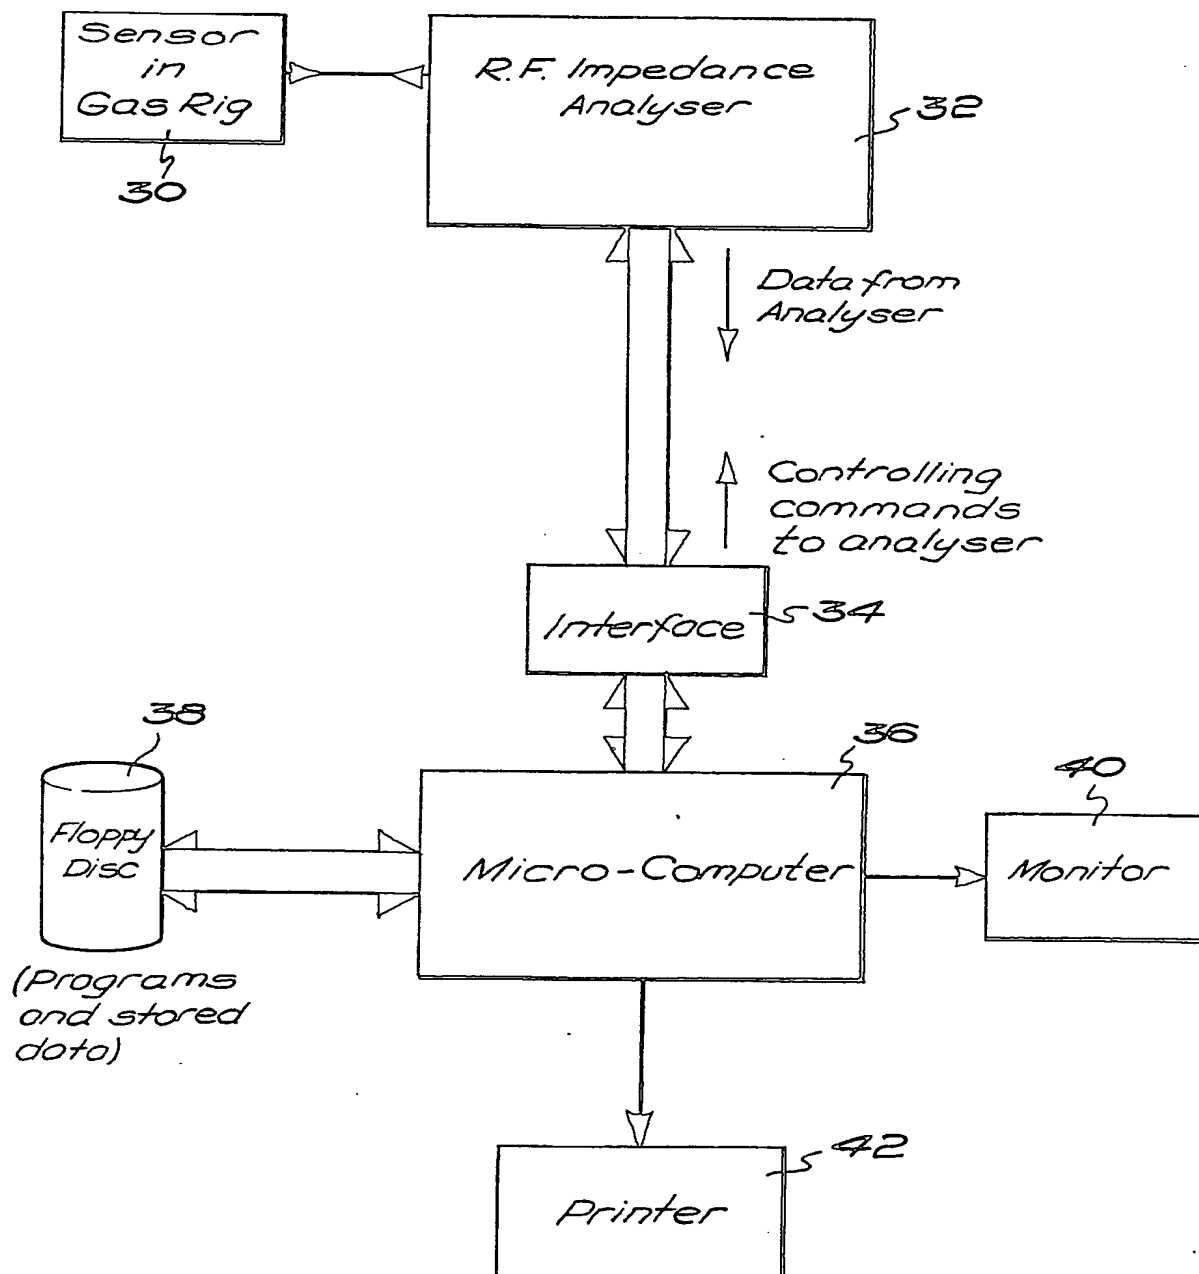 Sensor
in
Gas Rig
30
R.F. Impedance
Analyser
32
Data from
Analyser
Controlling
commands
to analyser
Interface
34
38
Floppy
Disc
(Programs
and stored
data)
36
Micro-Computer
40
Monitor
42
Printer